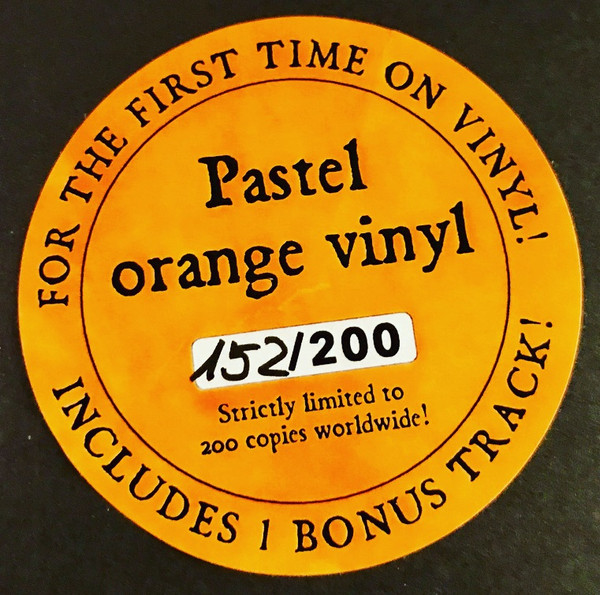 FOR THE FIRST TIME ON VINYL!
Pastel
orange vinyl
152/200
Strictly limited to
200 copies worldwide!
INCLUDES 1 BONUS TRACK!